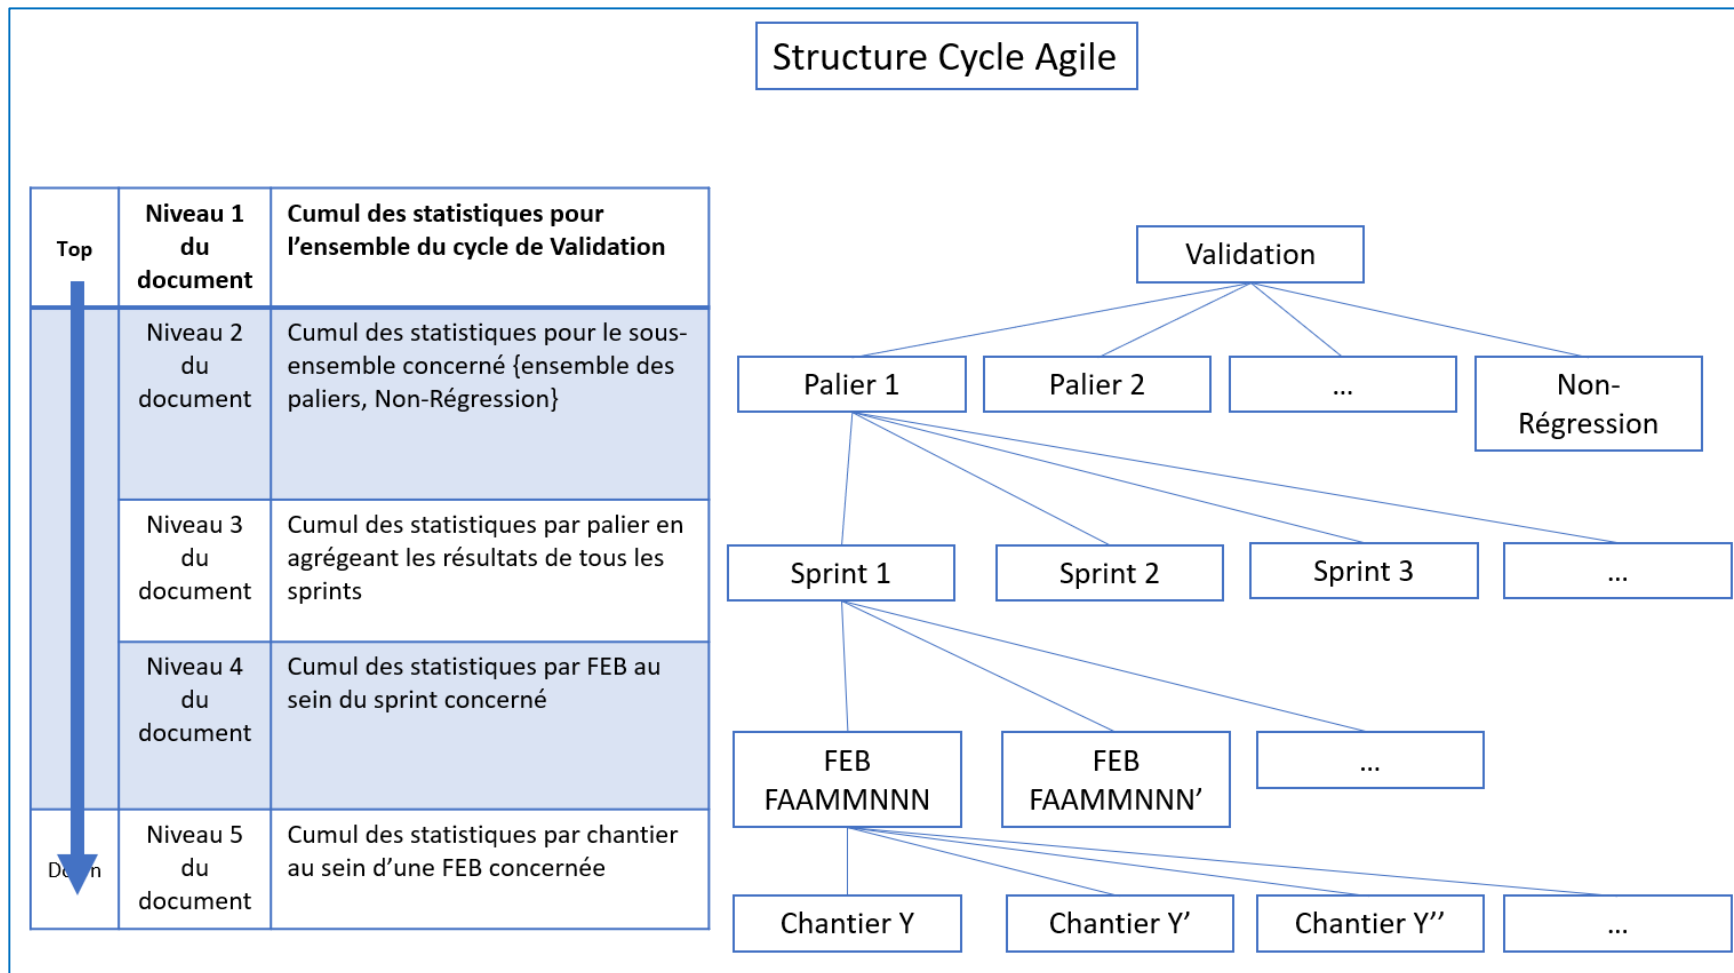 Structure Cycle Agile
Top
Niveau 1
du
document
Cumul des statistiques pour
l’ensemble du cycle de Validation
Niveau 2
du
document
Cumul des statistiques pour le sous-
ensemble concerné {ensemble des
paliers, Non-Régression}
Niveau 3
du
document
Cumul des statistiques par palier en
agrégeant les résultats de tous les
sprints
Niveau 4
du
document
Cumul des statistiques par FEB au
sein du sprint concerné
Down
Niveau 5
du
document
Cumul des statistiques par chantier
au sein d’une FEB concernée
Validation
Palier 1
Palier 2
...
Non-
Régression
Sprint 1
Sprint 2
Sprint 3
...
FEB
FAAMMNNN
FEB
FAAMMNNN’
...
Chantier Y
Chantier Y’
Chantier Y’’
...